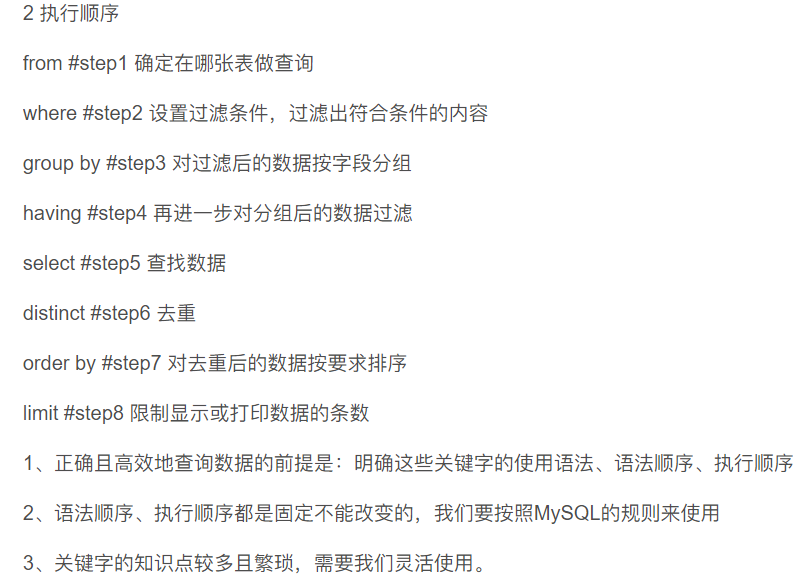 2 执行顺序
from #step1 确定在哪张表做查询
where #step2 设置过滤条件，过滤出符合条件的内容
group by #step3 对过滤后的数据按字段分组
having #step4 再进一步对分组后的数据过滤
select #step5 查找数据
distinct #step6 去重
order by #step7 对去重后的数据按要求排序
limit #step8 限制显示或打印数据的条数
1、正确且高效地查询数据的前提是：明确这些关键字的使用语法、语法顺序、执行顺序
2、语法顺序、执行顺序都是固定不能改变的，我们要按照MySQL的规则来使用
3、关键字的知识点较多且繁琐，需要我们灵活使用。